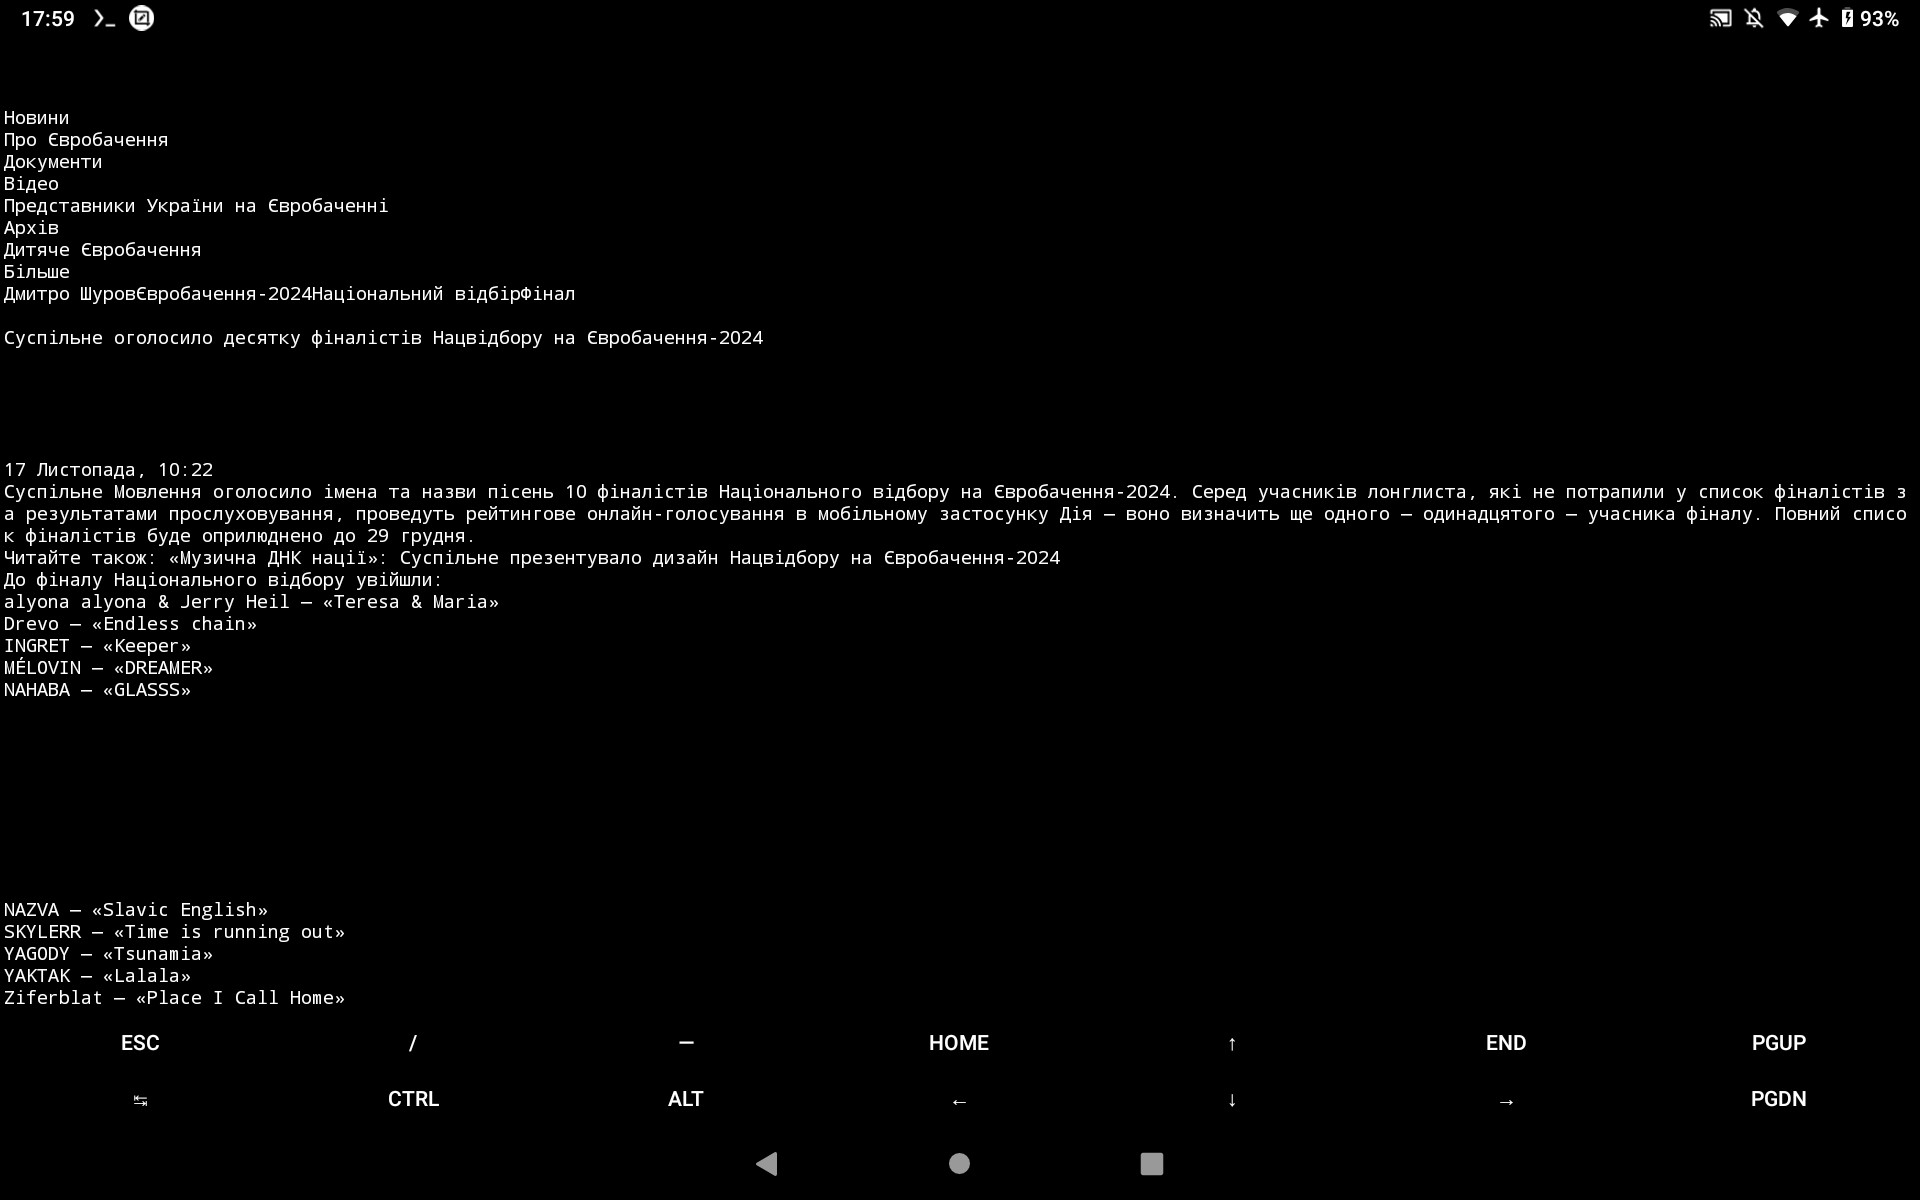 17:59
93%
Новини
Про Євробачення
Документи
Відео
Представники України на Євробаченні
Архів
Дитяче Євробачення
Більше
Дмитро ШуровЄвробачення-2024Національний відбірФінал
Суспільне оголосило десятку фіналістів Нацвідбору на Євробачення-2024
17 Листопада, 10:22
Суспільне Мовлення оголосило імена та назви пісень 10 фіналістів Національного відбору на Євробачення-2024. Серед учасників лонглиста, які не потрапили у список фіналістів з
а результатами прослуховування, проведуть рейтингове онлайн-голосування в мобільному застосунку Дія — воно визначить ще одного — одинадцятого — учасника фіналу. Повний списо
к фіналістів буде оприлюднено до 29 грудня.
Читайте також: «Музична ДНК нації»: Суспільне презентувало дизайн Нацвідбору на Євробачення-2024
До фіналу Національного відбору увійшли:
alyona alyona & Jerry Heil — «Teresa & Maria»
Drevo — «Endless chain»
INGRET — «Keeper»
MÉLOVIN — «DREAMER»
NAHABA — «GLASSS»
NAZVA — «Slavic English»
SKYLERR — «Time is running out»
YAGODY — «Tsunamia»
YAKTAK — «Lalala»
Ziferblat — «Place I Call Home»
ESC / — HOME ↑ END PGUP
↹ CTRL ALT ← ↓ → PGDN